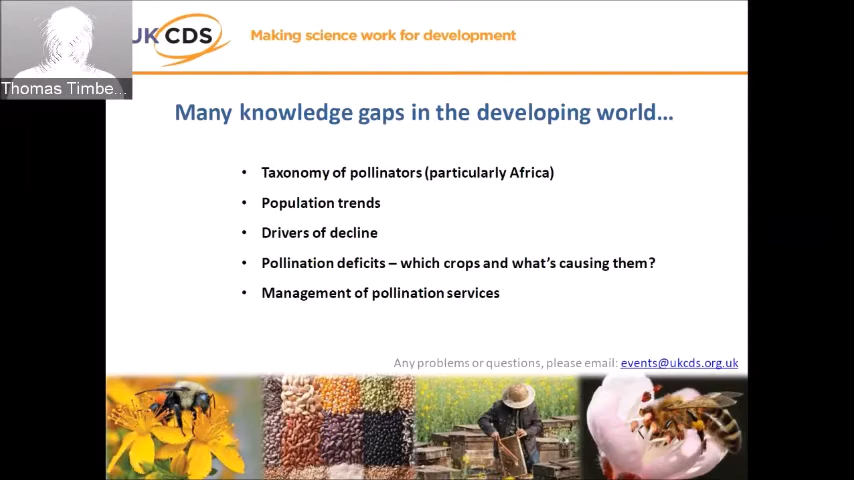 UKCDS
Making science work for development
Thomas Timbe...
Many knowledge gaps in the developing world...
• Taxonomy of pollinators (particularly Africa)
• Population trends
• Drivers of decline
• Pollination deficits – which crops and what's causing them?
• Management of pollination services
Any problems or questions, please email: events@ukcds.org.uk